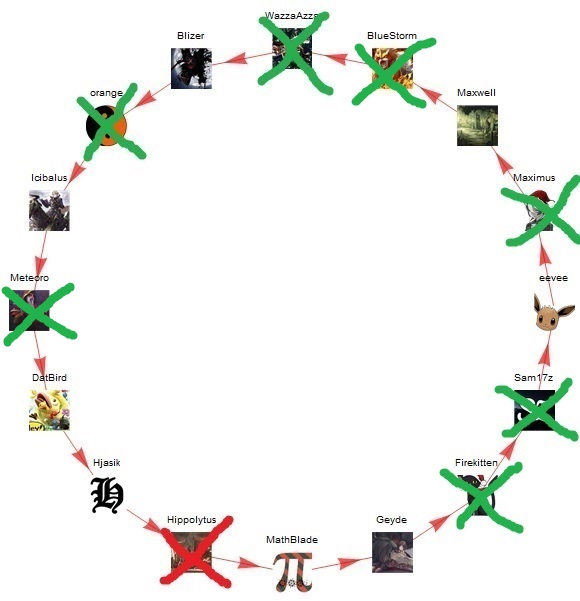 WazzaAzza
BlueStorm
Blizer
Maxwell
orange
Maximus
Icibalus
eevee
Meteoro
DatBird
Sam17z
Hjasik
Firekitten
Hippolytus
Geyde
MathBlade